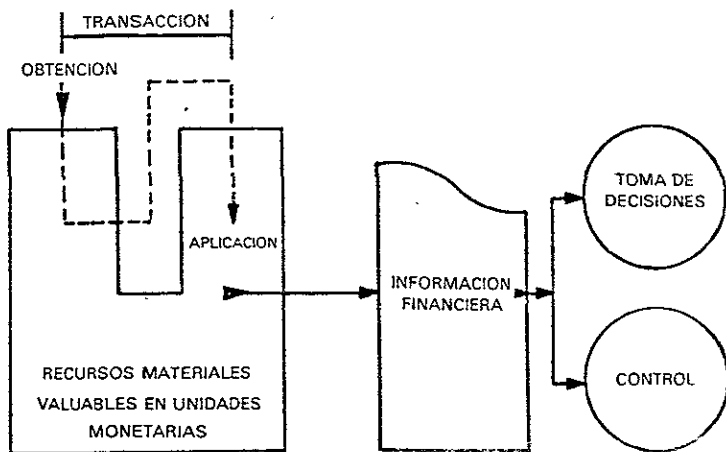 TRANSACCION
OBTENCION
APLICACION
RECURSOS MATERIALES
VALUABLES EN UNIDADES
MONETARIAS
INFORMACION
FINANCIERA
TOMA DE
DECISIONES
CONTROL